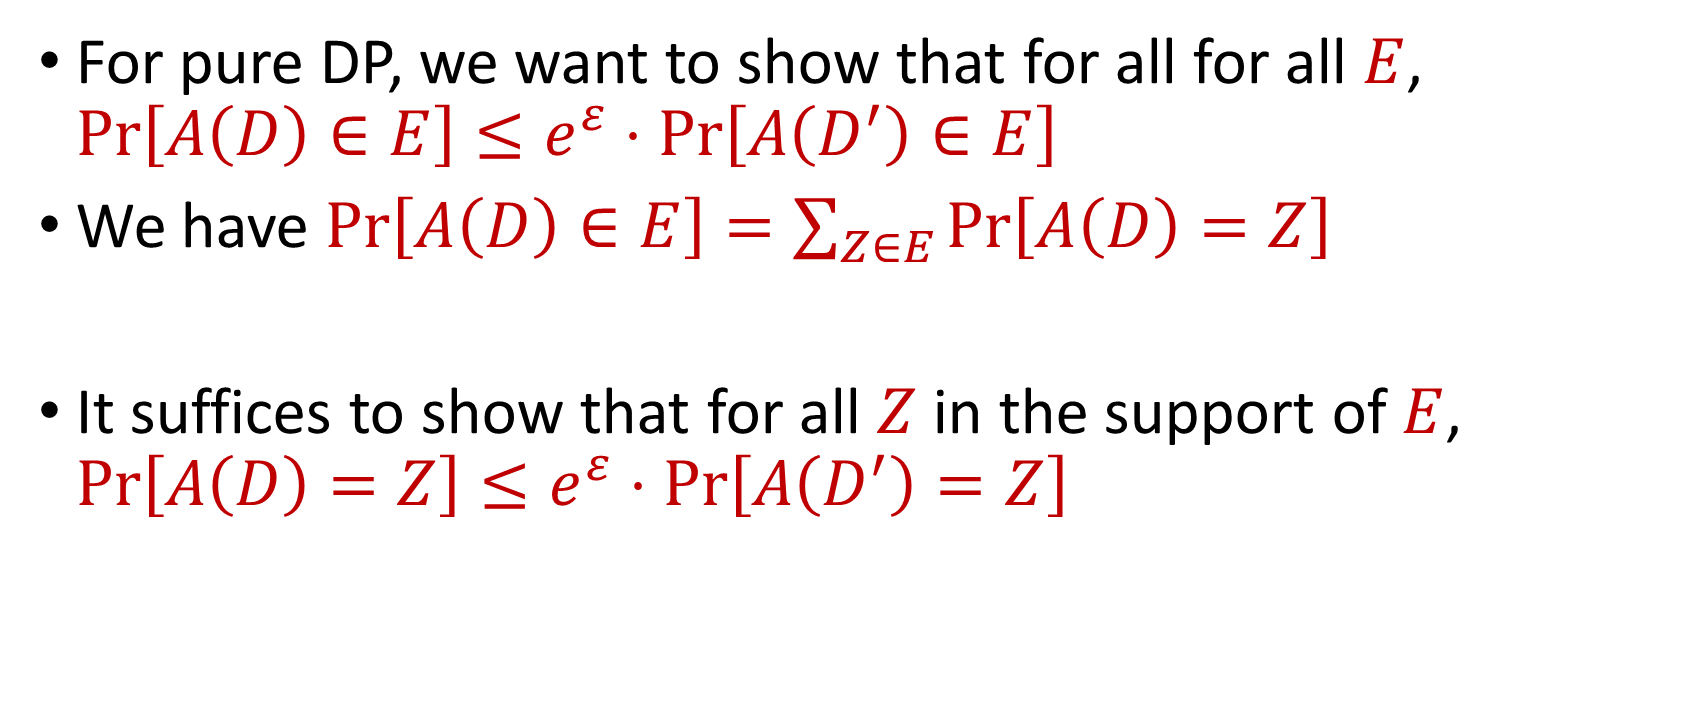 • For pure DP, we want to show that for all for all E,
Pr[A(D) ∈ E] ≤ e^ε · Pr[A(D′) ∈ E]
• We have Pr[A(D) ∈ E] = ∑_{Z∈E} Pr[A(D) = Z]
• It suffices to show that for all Z in the support of E,
Pr[A(D) = Z] ≤ e^ε · Pr[A(D′) = Z]